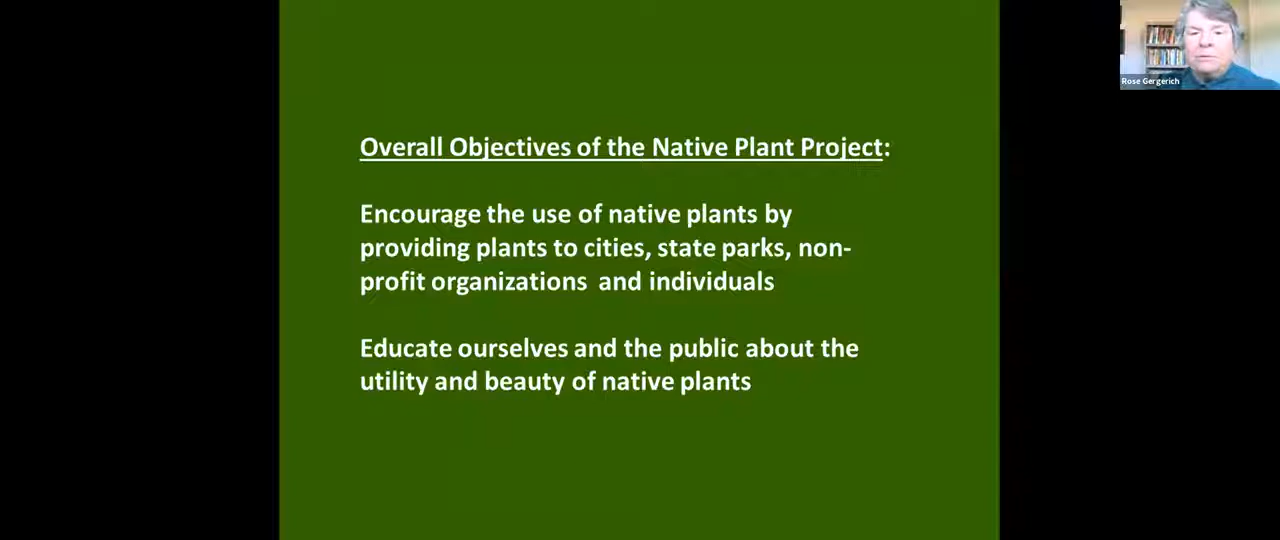 Overall Objectives of the Native Plant Project:
Encourage the use of native plants by
providing plants to cities, state parks, non-
profit organizations  and individuals
Educate ourselves and the public about the
utility and beauty of native plants
Rose Gergerich